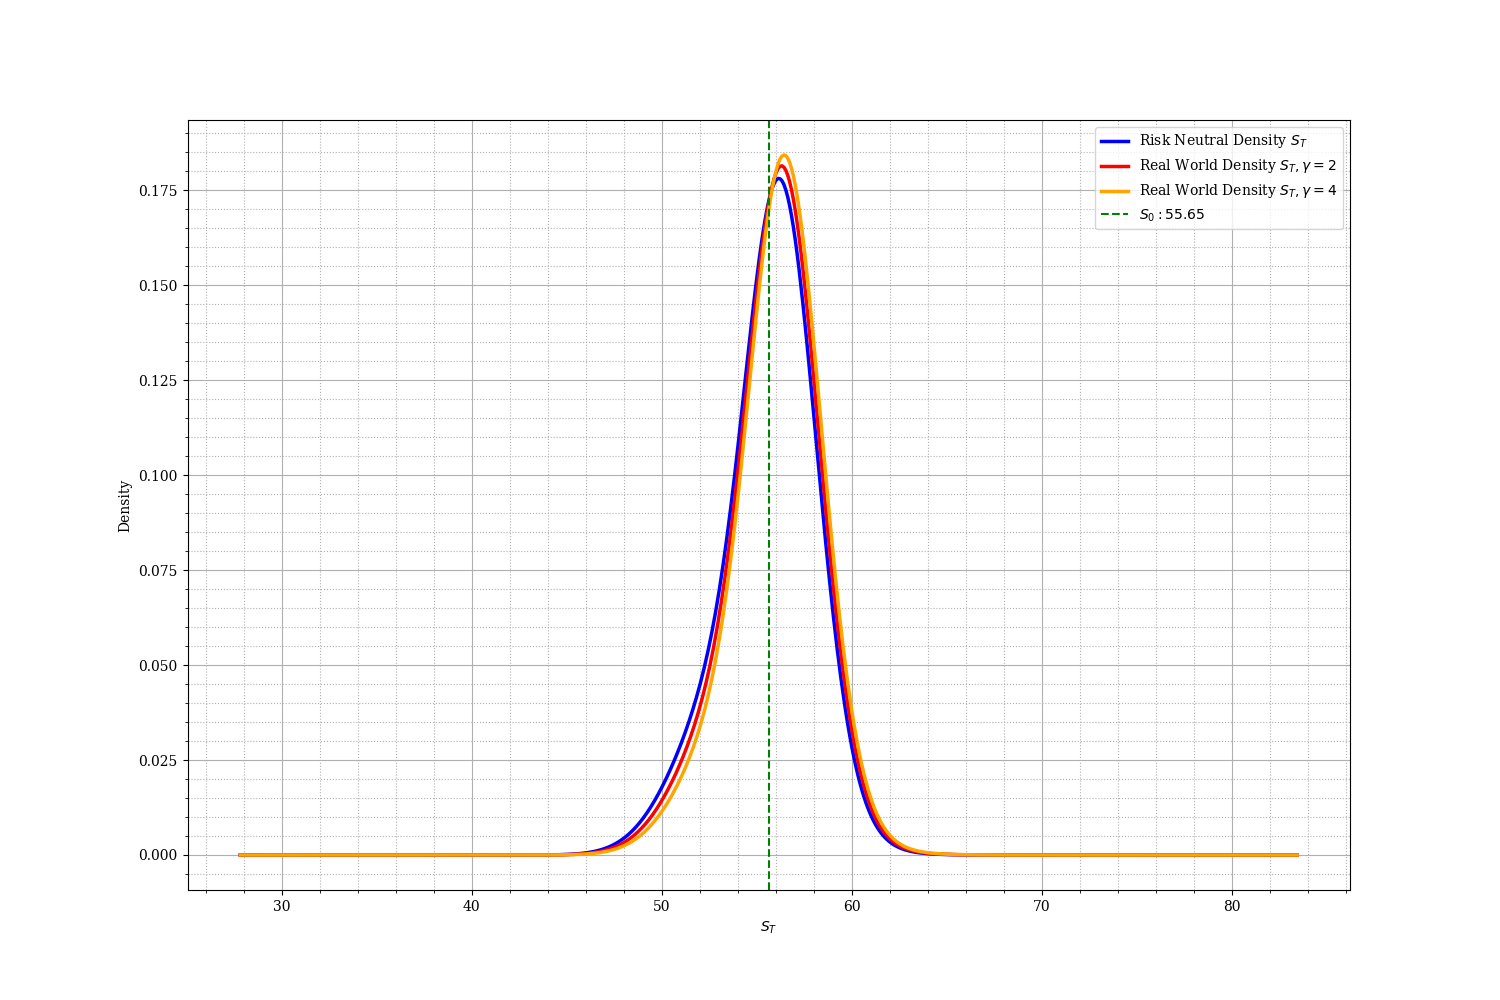 Risk Neutral Density S_T
Real World Density S_T, γ = 2
Real World Density S_T, γ = 4
S_0 : 55.65
0.175
0.150
0.125
0.100
0.075
0.050
0.025
0.000
Density
30 40 50 60 70 80
S_T